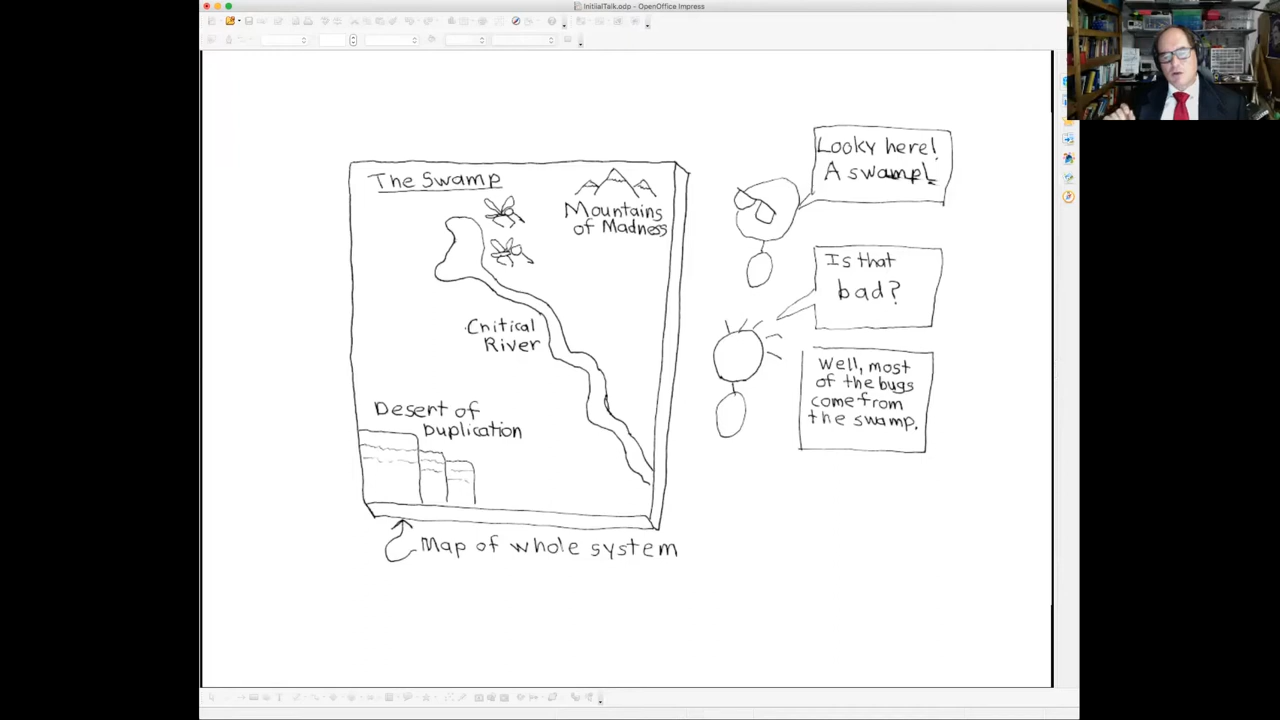 InitialTalk.odp - OpenOffice Impress
The Swamp
Mountains
of Madness
Critical
River
Desert of
Duplication
Map of whole system
Looky here!
A swamp!
Is that
bad?
Well, most
of the bugs
come from
the swamp.